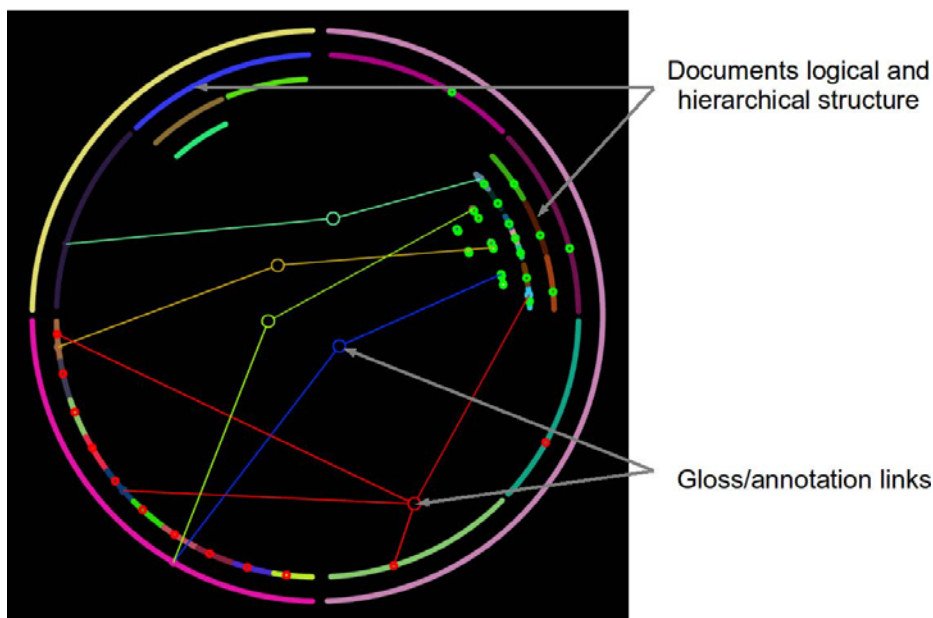 Documents logical and
hierarchical structure
Gloss/annotation links